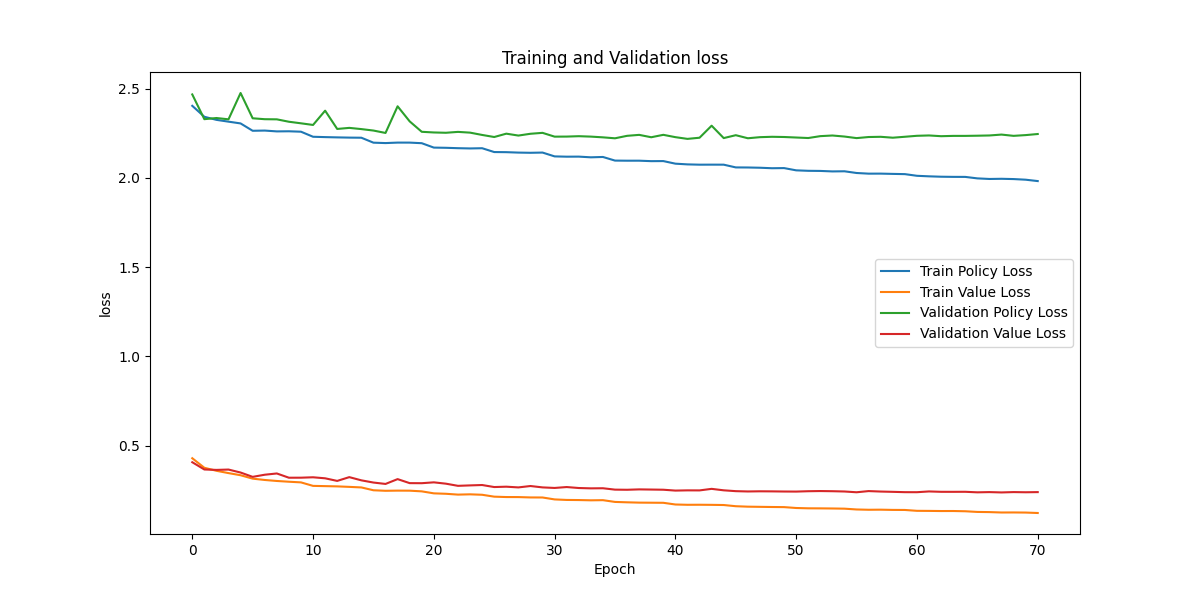 Training and Validation loss
2.5
2.0
1.5
1.0
0.5
loss
Train Policy Loss
Train Value Loss
Validation Policy Loss
Validation Value Loss
0 10 20 30 40 50 60 70
Epoch